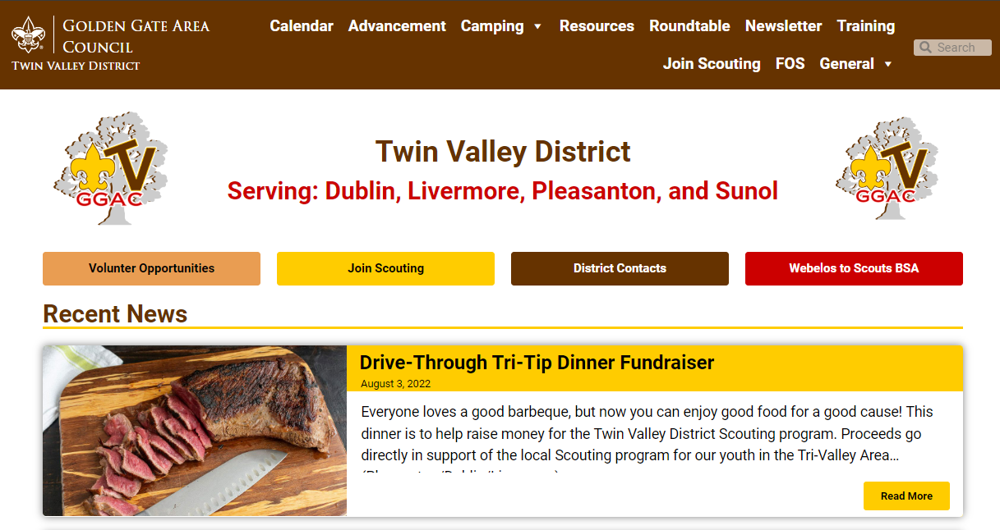 Golden Gate Area
Council
Twin Valley District
Calendar Advancement Camping Resources Roundtable Newsletter Training
Join Scouting FOS General
Search
TV
GGAC
Twin Valley District
Serving: Dublin, Livermore, Pleasanton, and Sunol
TV
GGAC
Volunter Opportunities
Join Scouting
District Contacts
Webelos to Scouts BSA
Recent News
Drive-Through Tri-Tip Dinner Fundraiser
August 3, 2022
Everyone loves a good barbeque, but now you can enjoy good food for a good cause! This
dinner is to help raise money for the Twin Valley District Scouting program. Proceeds go
directly in support of the local Scouting program for our youth in the Tri-Valley Area...
Read More